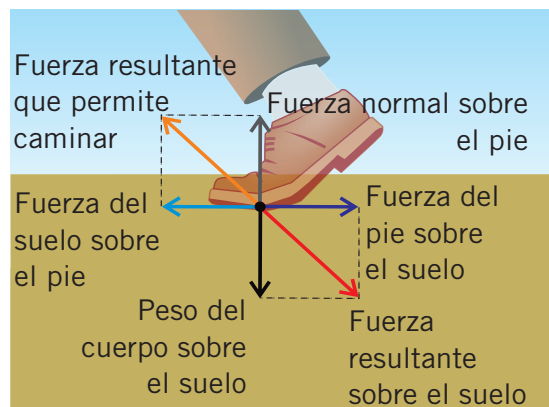 Fuerza resultante
que permite
caminar
Fuerza normal sobre
el pie
Fuerza del
suelo sobre
el pie
Fuerza del
pie sobre
el suelo
Peso del
cuerpo sobre
el suelo
Fuerza
resultante
sobre el suelo